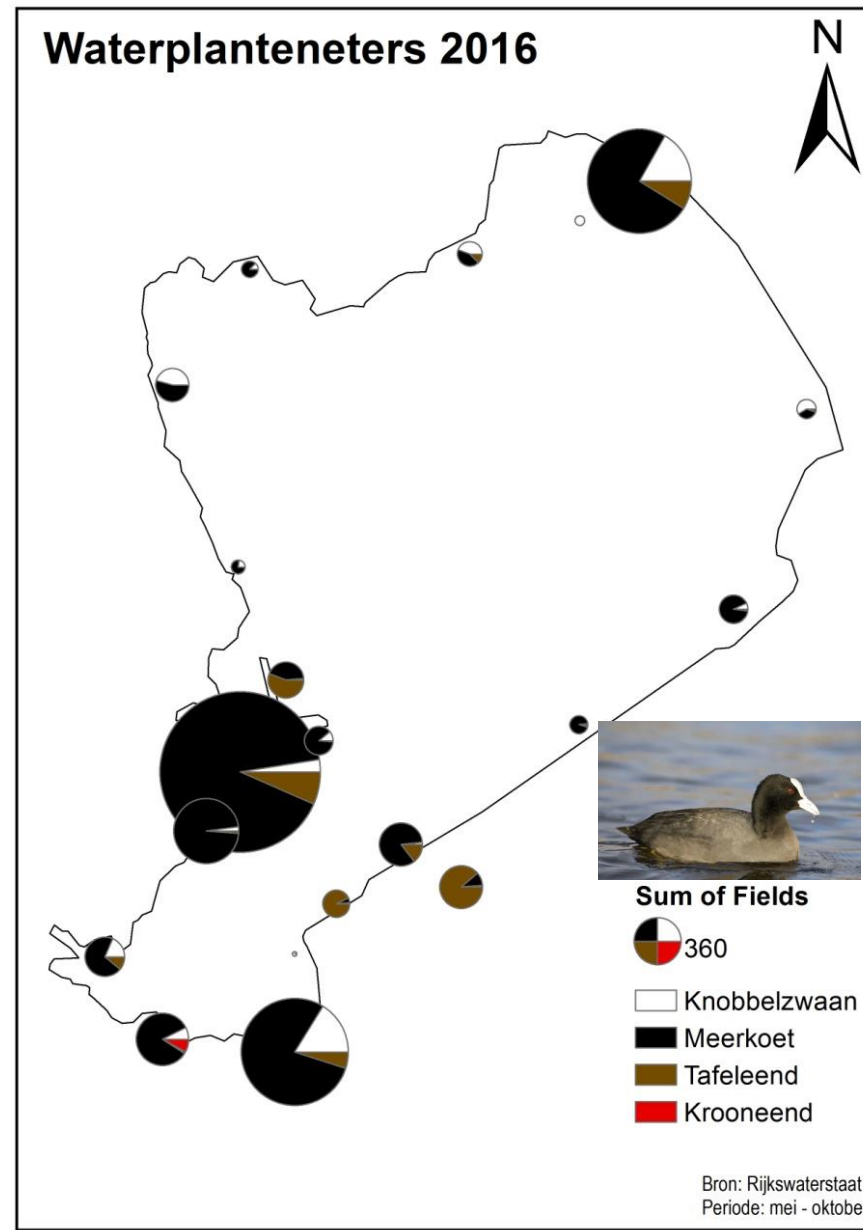 Waterplanteneters 2016
N
Sum of Fields
360
Knobbelzwaan
Meerkoet
Tafeleend
Krooneend
Bron: Rijkswaterstaat
Periode: mei - oktobe